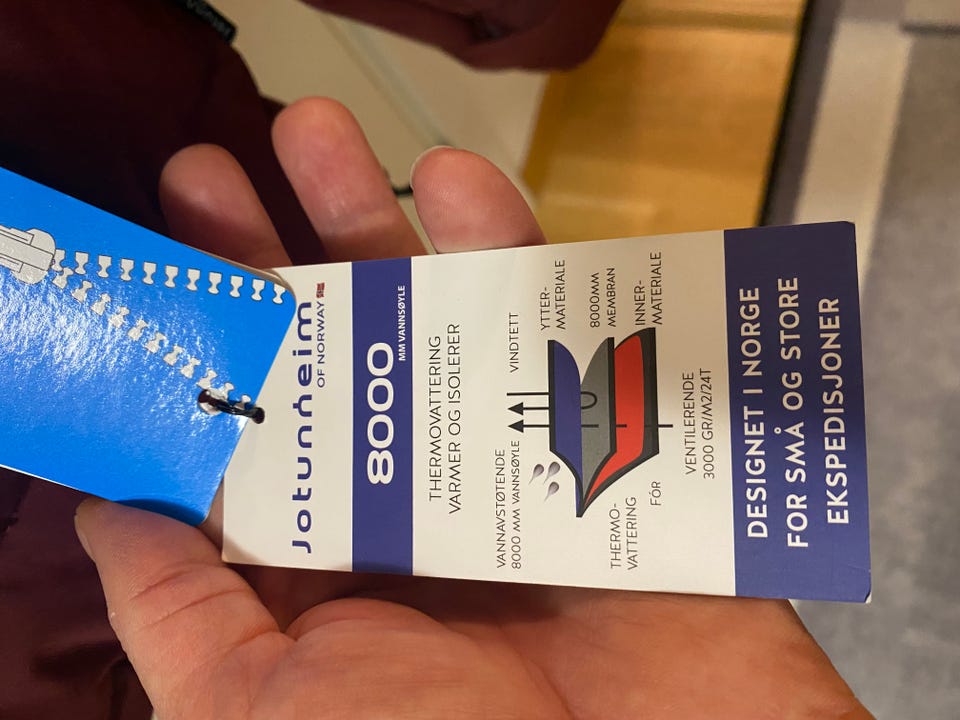 Jotunheim
OF NORWAY
8000
MM VANNSØYLE
THERMOVATTERING
VARMER OG ISOLERER
VANNAVSTØTENDE
8000 MM VANNSØYLE
VINDTETT
YTTER-
MATERIALE
8000MM
MEMBRAN
INNER-
MATERIALE
THERMO-
VATTERING
FÓR
VENTILERENDE
3000 GR/M2/24T
DESIGNET I NORGE
FOR SMÅ OG STORE
EKSPEDISJONER